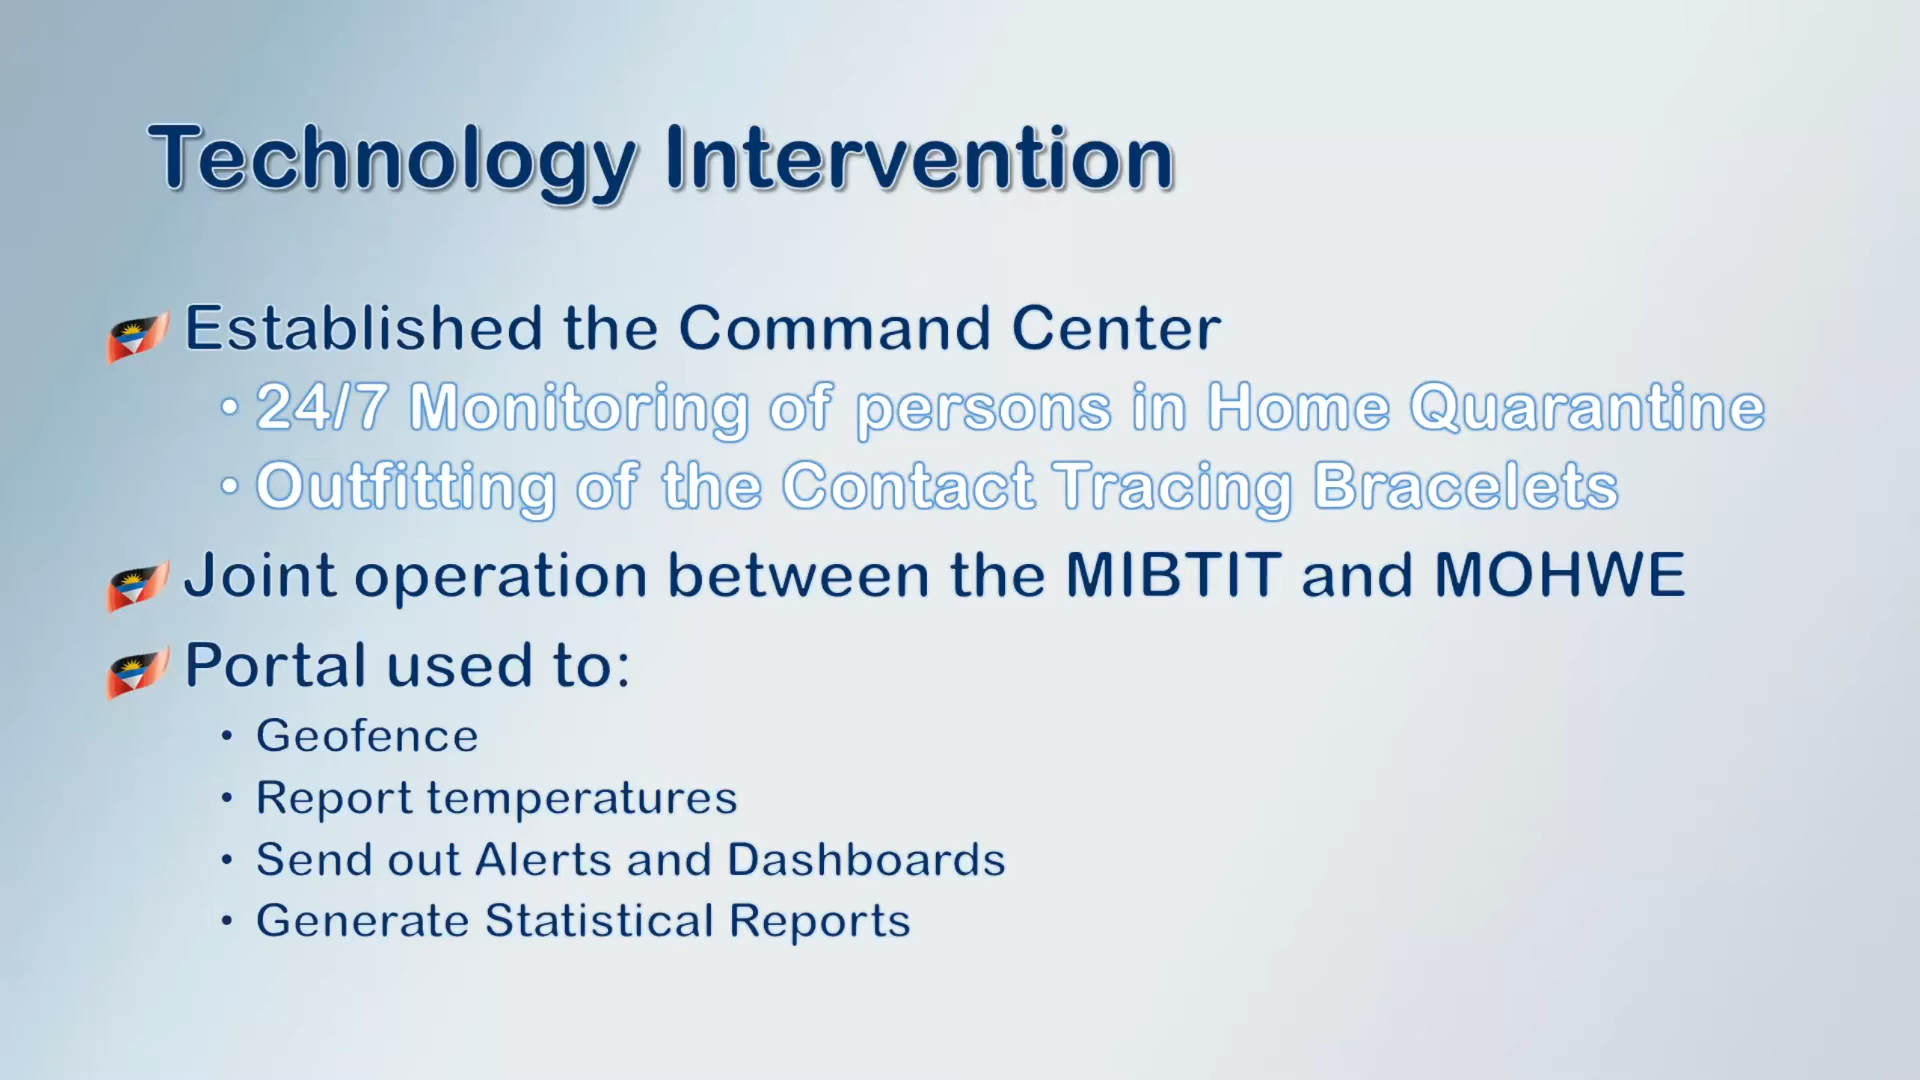 Technology Intervention
Established the Command Center
• 24/7 Monitoring of persons in Home Quarantine
• Outfitting of the Contact Tracing Bracelets
Joint operation between the MIBTIT and MOHWE
Portal used to:
• Geofence
• Report temperatures
• Send out Alerts and Dashboards
• Generate Statistical Reports